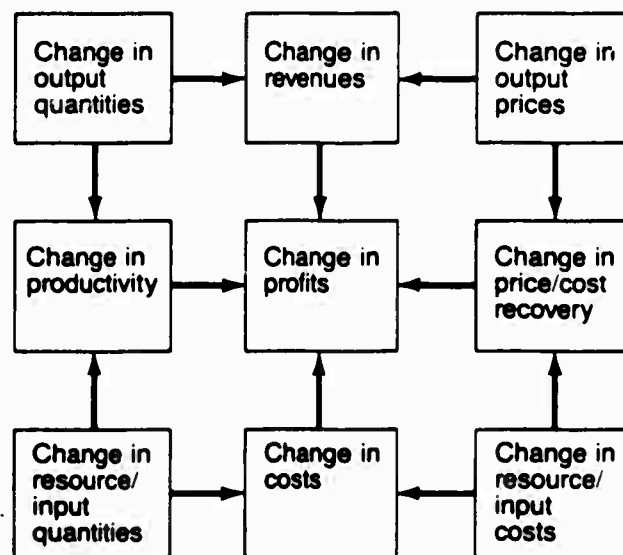 Change in
output
quantities
Change in
revenues
Change in
output
prices
Change in
productivity
Change in
profits
Change in
price/cost
recovery
Change in
resource/
input
quantities
Change in
costs
Change in
resource/
input
costs